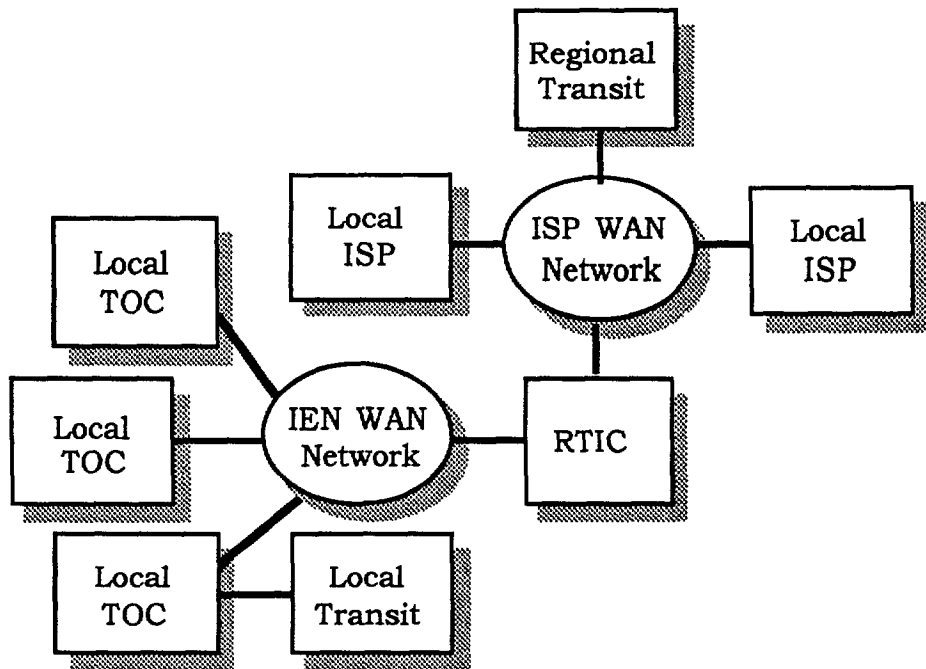 Regional
Transit
Local
ISP
ISP WAN
Network
Local
ISP
Local
TOC
IEN WAN
Network
RTIC
Local
TOC
Local
TOC
Local
Transit